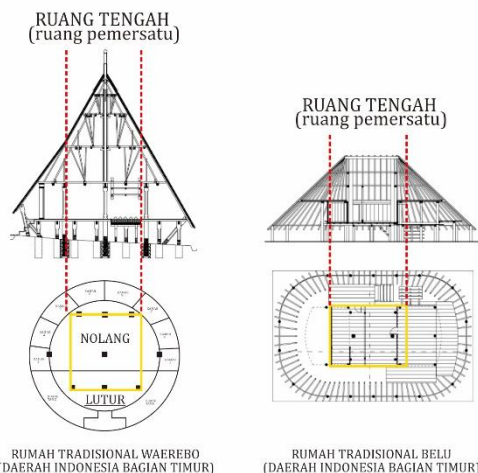 RUANG TENGAH
(ruang pemersatu)
NOLANG
LUTUR
RUMAH TRADISIONAL WAEREBO
(DAERAH INDONESIA BAGIAN TIMUR)
RUANG TENGAH
(ruang pemersatu)
RUMAH TRADISIONAL BELU
(DAERAH INDONESIA BAGIAN TIMUR)